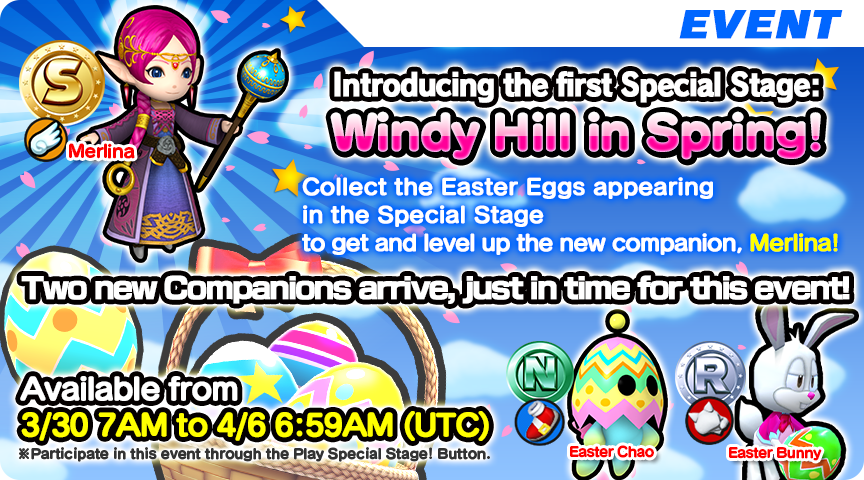 EVENT
S
Merlina
Introducing the first Special Stage:
Windy Hill in Spring!
Collect the Easter Eggs appearing
in the Special Stage
to get and level up the new companion, Merlina!
Two new Companions arrive, just in time for this event!
Available from
3/30 7AM to 4/6 6:59AM (UTC)
※Participate in this event through the Play Special Stage! Button.
N
Easter Chao
R
Easter Bunny